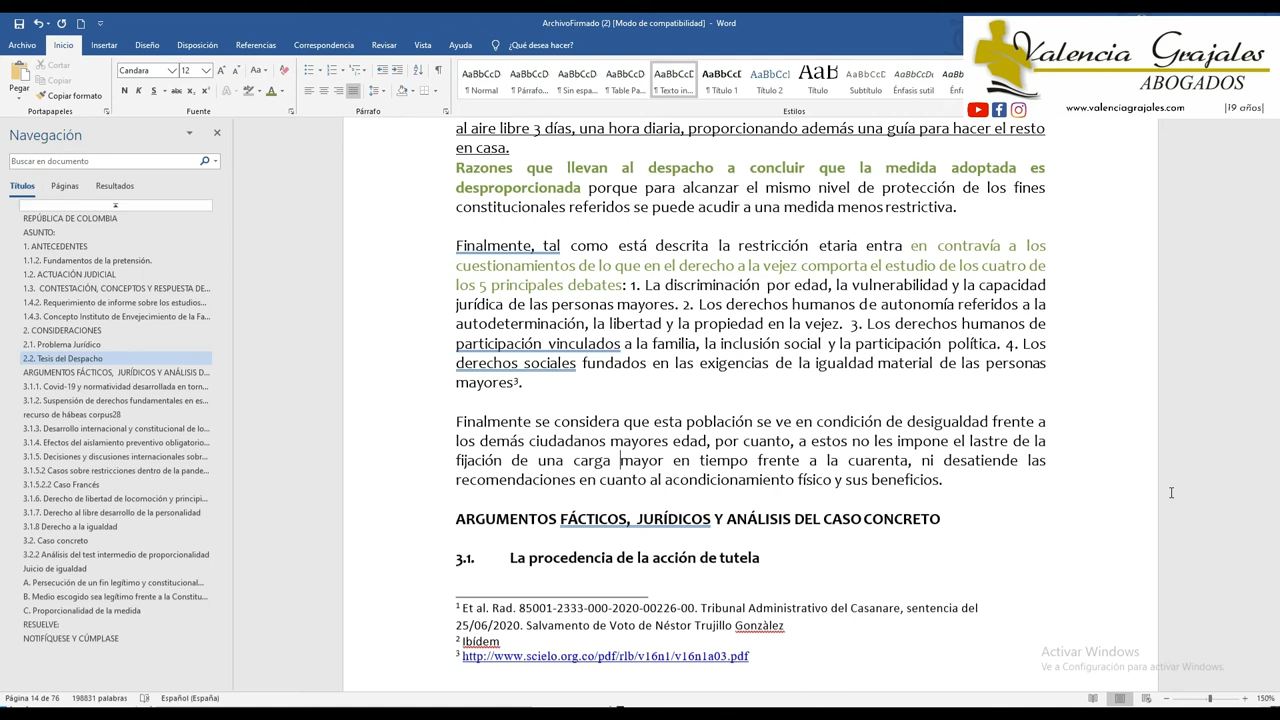 ArchivoFirmado (2) [Modo de compatibilidad] - Word
Archivo Inicio Insertar Diseño Disposición Referencias Correspondencia Revisar Vista Ayuda ¿Qué desea hacer?
Valencia Grajales
ABOGADOS
www.valenciagrajales.com |19 años|
Pegar
Cortar
Copiar
Copiar formato
Portapapeles
Candara 12
Fuente
Párrafo
AaBbCcD AaBbCcD AaBbCcD AaBbCcD AaBbCcD AaBbCcD AaBbCcD AaB AaBbCcD AaBbCcD AaBbCcD
¶ Normal ¶ Párrafo... ¶ Sin espa... ¶ Table Pa... ¶ Texto in... ¶ Título 1 ¶ Título 2 Título Subtítulo Énfasis sutil Énfasis
Estilos
Navegación
Buscar en documento
Títulos Páginas Resultados
REPÚBLICA DE COLOMBIA
ASUNTO:
1. ANTECEDENTES
1.1.2. Fundamentos de la pretensión.
1.2. ACTUACIÓN JUDICIAL
1.3. CONTESTACIÓN, CONCEPTOS Y RESPUESTA DE...
1.4.2. Requerimiento de informe sobre los estudios...
1.4.3. Concepto Instituto de Envejecimiento de la Fa...
2. CONSIDERACIONES
2.1. Problema Jurídico
2.2. Tesis del Despacho
ARGUMENTOS FÁCTICOS, JURÍDICOS Y ANÁLISIS D...
3.1.1. Covid-19 y normatividad desarrollada en torn...
3.1.2. Suspensión de derechos fundamentales en es...
recurso de hábeas corpus28
3.1.3. Desarrollo internacional y constitucional de lo...
3.1.4. Efectos del aislamiento preventivo obligatorio...
3.1.5. Decisiones y discusiones internacionales sobr...
3.1.5.2 Casos sobre restricciones dentro de la pande...
3.1.5.2.2 Caso Francés
3.1.6. Derecho de libertad de locomoción y principi...
3.1.7. Derecho al libre desarrollo de la personalidad
3.1.8 Derecho a la igualdad
3.2. Caso concreto
3.2.2 Análisis del test intermedio de proporcionalidad
Juicio de igualdad
A. Persecución de un fin legítimo y constitucional...
B. Medio escogido sea legítimo frente a la Constitu...
C. Proporcionalidad de la medida
RESUELVE:
NOTIFÍQUESE Y CÚMPLASE
al aire libre 3 días, una hora diaria, proporcionando además una guía para hacer el resto
en casa.
Razones que llevan al despacho a concluir que la medida adoptada es
desproporcionada porque para alcanzar el mismo nivel de protección de los fines
constitucionales referidos se puede acudir a una medida menos restrictiva.
Finalmente, tal como está descrita la restricción etaria entra en contravía a los
cuestionamientos de lo que en el derecho a la vejez comporta el estudio de los cuatro de
los 5 principales debates: 1. La discriminación por edad, la vulnerabilidad y la capacidad
jurídica de las personas mayores. 2. Los derechos humanos de autonomía referidos a la
autodeterminación, la libertad y la propiedad en la vejez. 3. Los derechos humanos de
participación vinculados a la familia, la inclusión social y la participación política. 4. Los
derechos sociales fundados en las exigencias de la igualdad material de las personas
mayores³.
Finalmente se considera que esta población se ve en condición de desigualdad frente a
los demás ciudadanos mayores edad, por cuanto, a estos no les impone el lastre de la
fijación de una carga mayor en tiempo frente a la cuarenta, ni desatiende las
recomendaciones en cuanto al acondicionamiento físico y sus beneficios.
ARGUMENTOS FÁCTICOS, JURÍDICOS Y ANÁLISIS DEL CASO CONCRETO
3.1. La procedencia de la acción de tutela
¹ Et al. Rad. 85001-2333-000-2020-00226-00. Tribunal Administrativo del Casanare, sentencia del
25/06/2020. Salvamento de Voto de Néstor Trujillo Gonzàlez
² Ibídem
³ http://www.scielo.org.co/pdf/rlb/v16n1/v16n1a03.pdf
Activar Windows
Ve a Configuración para activar Windows.
Página 14 de 76 198831 palabras Español (España) 150%